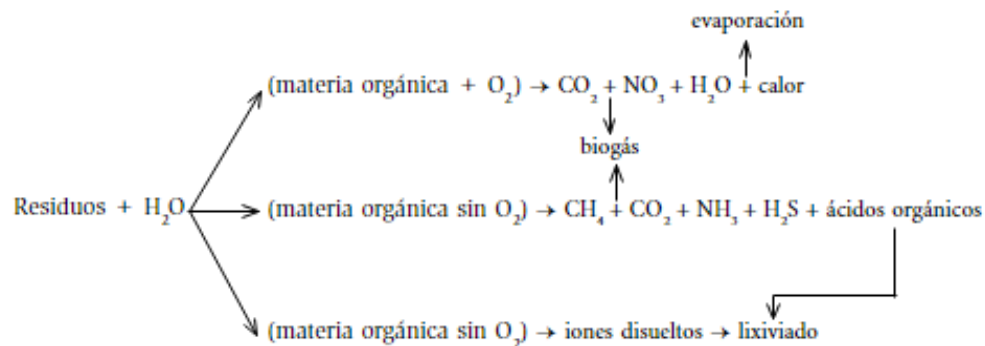 evaporación
(materia orgánica + O₂) → CO₂ + NO₃ + H₂O + calor
biogás
Residuos + H₂O
(materia orgánica sin O₂) → CH₄ + CO₂ + NH₃ + H₂S + ácidos orgánicos
(materia orgánica sin O₂) → iones disueltos → lixiviado